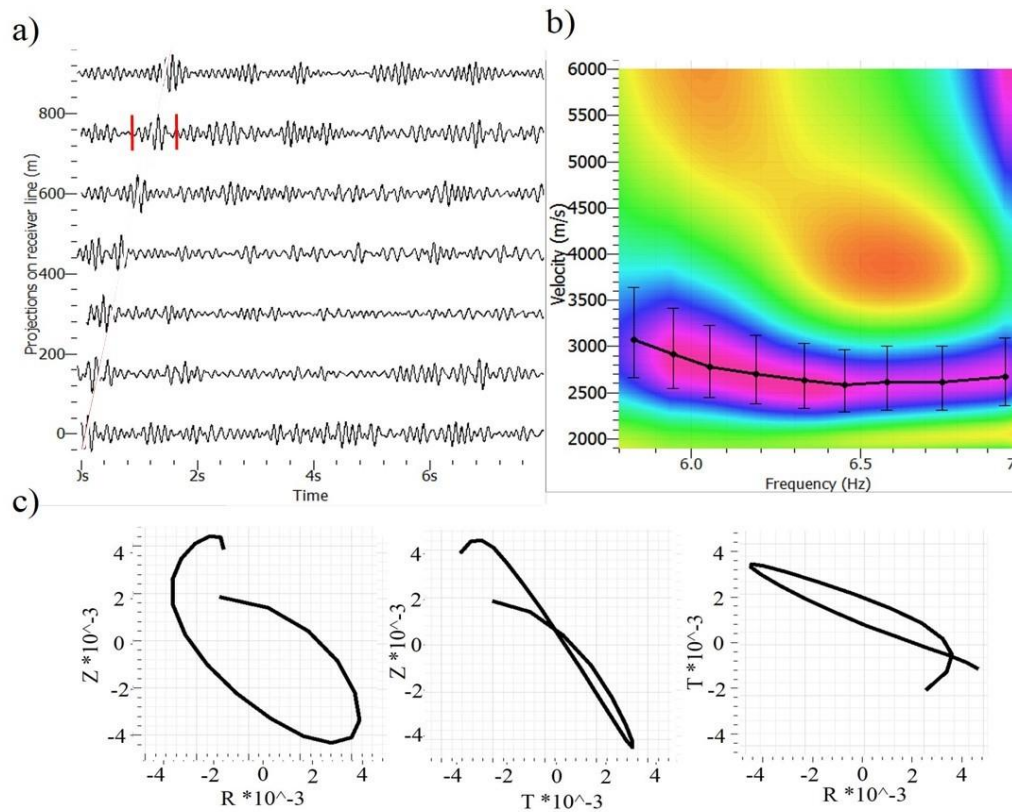 a)
b)
c)
Projections on receiver line (m)
800
600
400
200
0
0s
2s
4s
6s
Time
Velocity (m/s)
6000
5500
5000
4500
4000
3500
3000
2500
2000
6.0
6.5
7
Frequency (Hz)
Z *10^-3
4
2
0
-2
-4
-4
-2
0
2
4
R *10^-3
Z *10^-3
4
2
0
-2
-4
-4
-2
0
2
4
T *10^-3
T *10^-3
4
2
0
-2
-4
-4
-2
0
2
4
R *10^-3